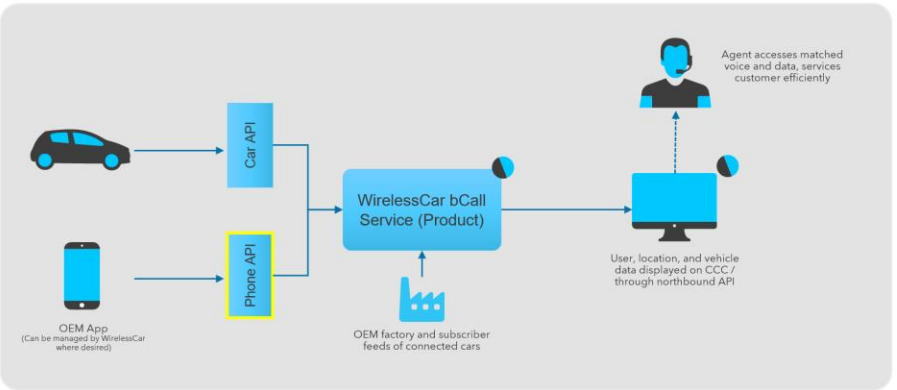 Agent accesses matched
voice and data, services
customer efficiently
Car API
WirelessCar bCall
Service (Product)
Phone API
User, location, and vehicle
data displayed on CCC /
through northbound API
OEM App
(Can be managed by WirelessCar
where desired)
OEM factory and subscriber
feeds of connected cars